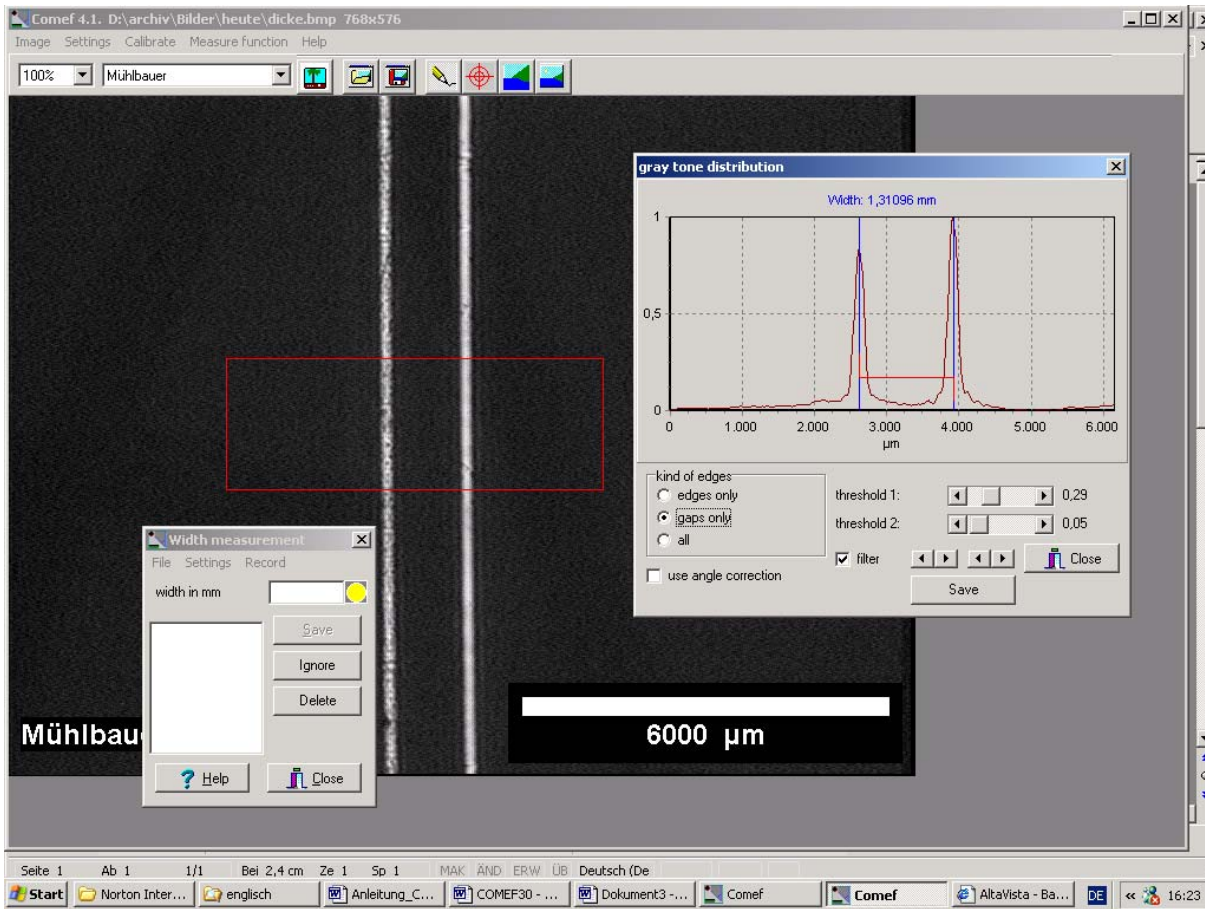 Comef 4.1. D:\archiv\Bilder\heute\dicke.bmp 768x576
Image Settings Calibrate Measure function Help
100% Mühlbauer
gray tone distribution
Width: 1,31096 mm
1
0,5
0
0 1.000 2.000 3.000 4.000 5.000 6.000
µm
kind of edges
edges only
gaps only
all
use angle correction
threshold 1: 0,29
threshold 2: 0,05
filter
Close
Save
Width measurement
File Settings Record
width in mm
Save
Ignore
Delete
Help Close
Mühlbau
6000 µm
Seite 1 Ab 1 1/1 Bei 2,4 cm Ze 1 Sp 1 MAK ÄND ERW ÜB Deutsch (De
Start Norton Inter... englisch Anleitung_C... COMEF30 - ... Dokument3 -... Comef Comef AltaVista - Ba... DE « 16:23